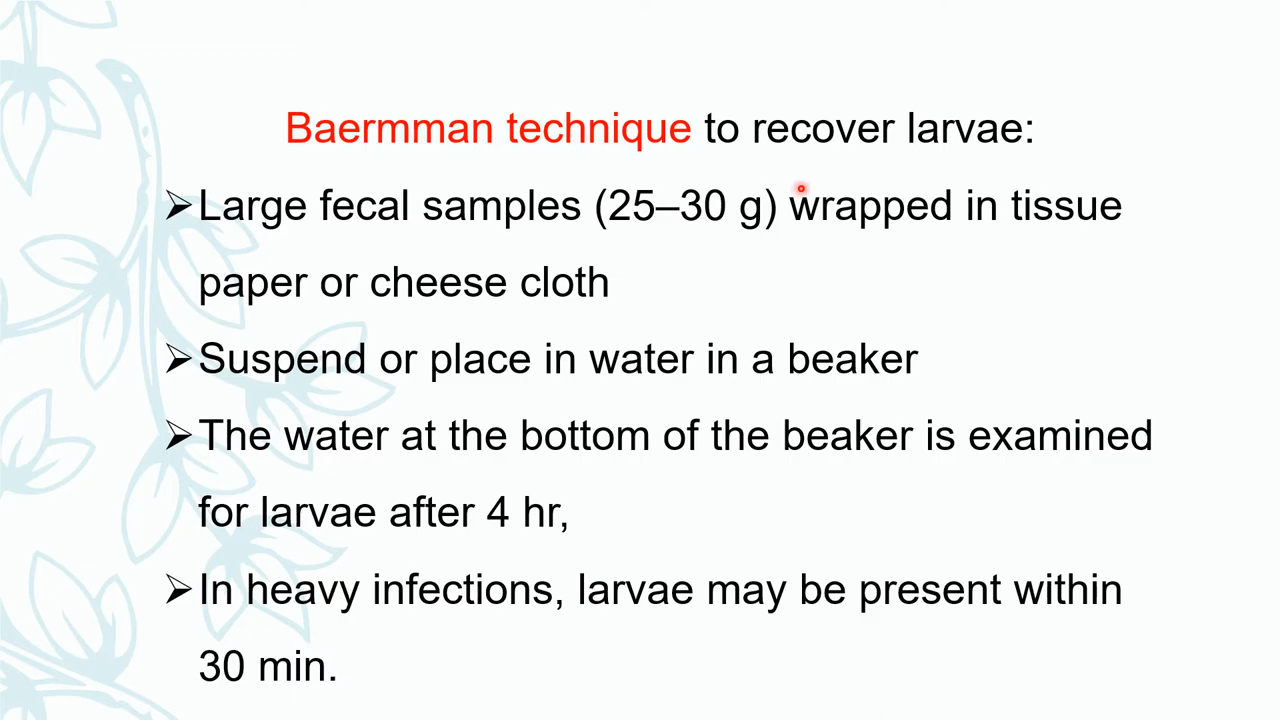 Baermman technique to recover larvae:
➢Large fecal samples (25–30 g) wrapped in tissue
paper or cheese cloth
➢Suspend or place in water in a beaker
➢The water at the bottom of the beaker is examined
for larvae after 4 hr,
➢In heavy infections, larvae may be present within
30 min.